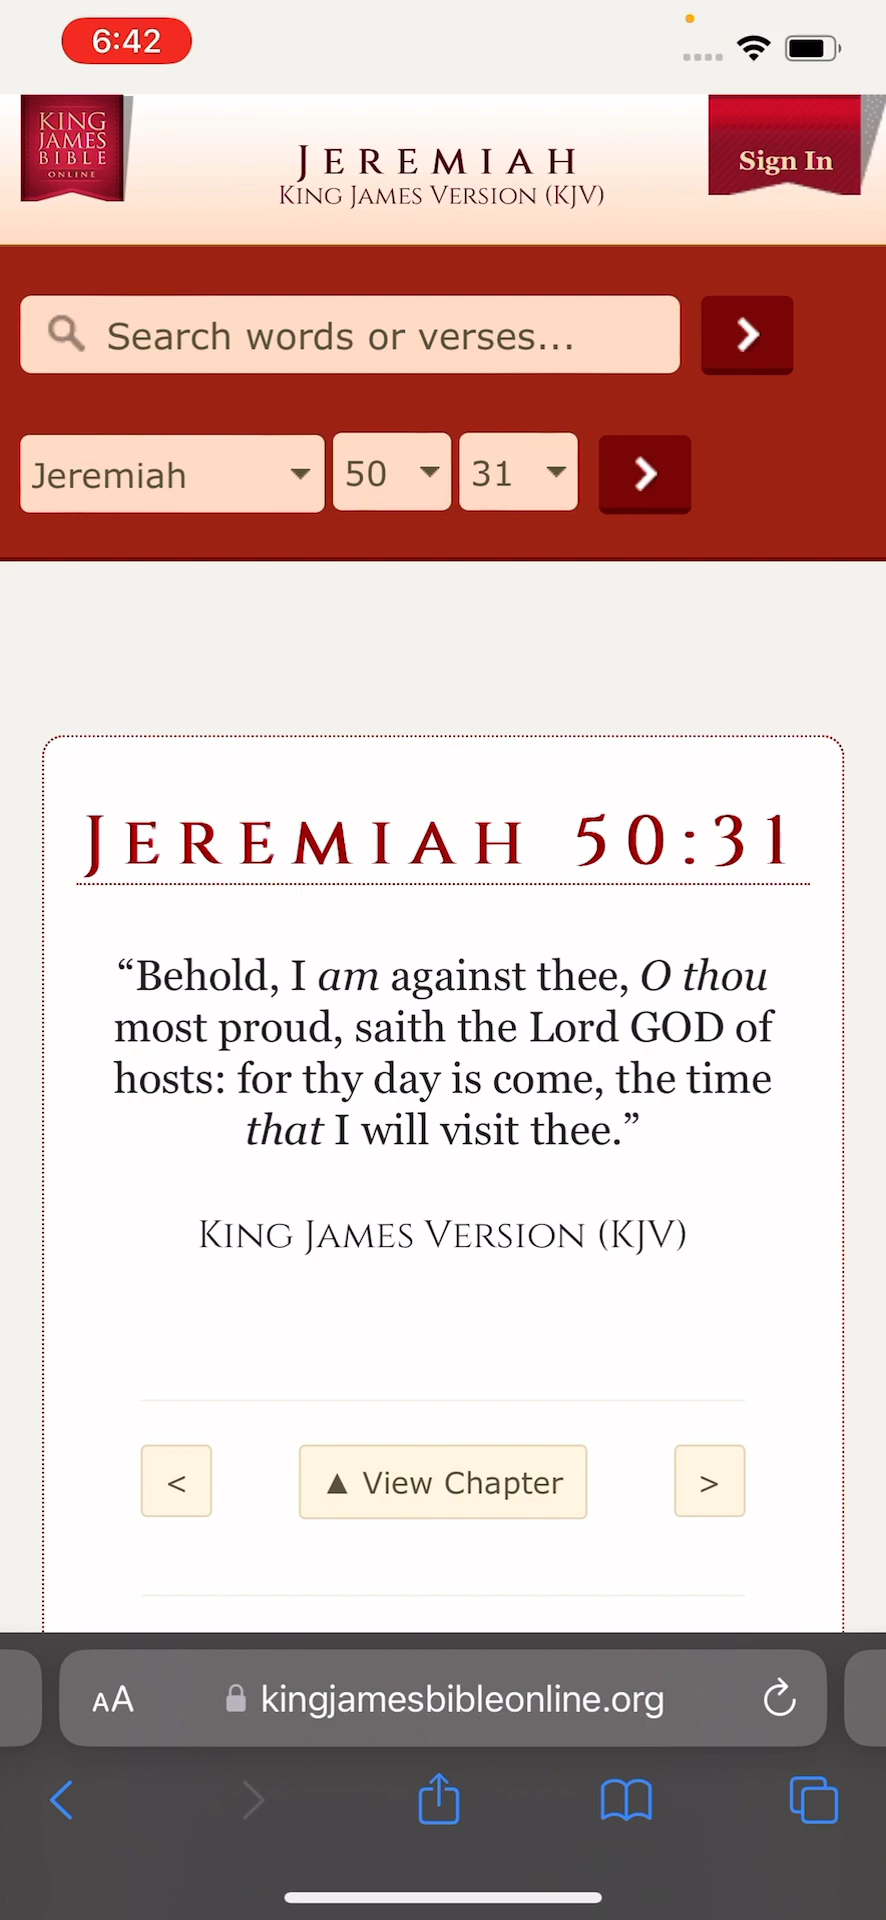 6:42
KING
JAMES
BIBLE
ONLINE
JEREMIAH
KING JAMES VERSION (KJV)
Sign In
Search words or verses...
Jeremiah 50 31
JEREMIAH 50:31
“Behold, I am against thee, O thou
most proud, saith the Lord GOD of
hosts: for thy day is come, the time
that I will visit thee.”
KING JAMES VERSION (KJV)
< ▲ View Chapter >
AA kingjamesbibleonline.org